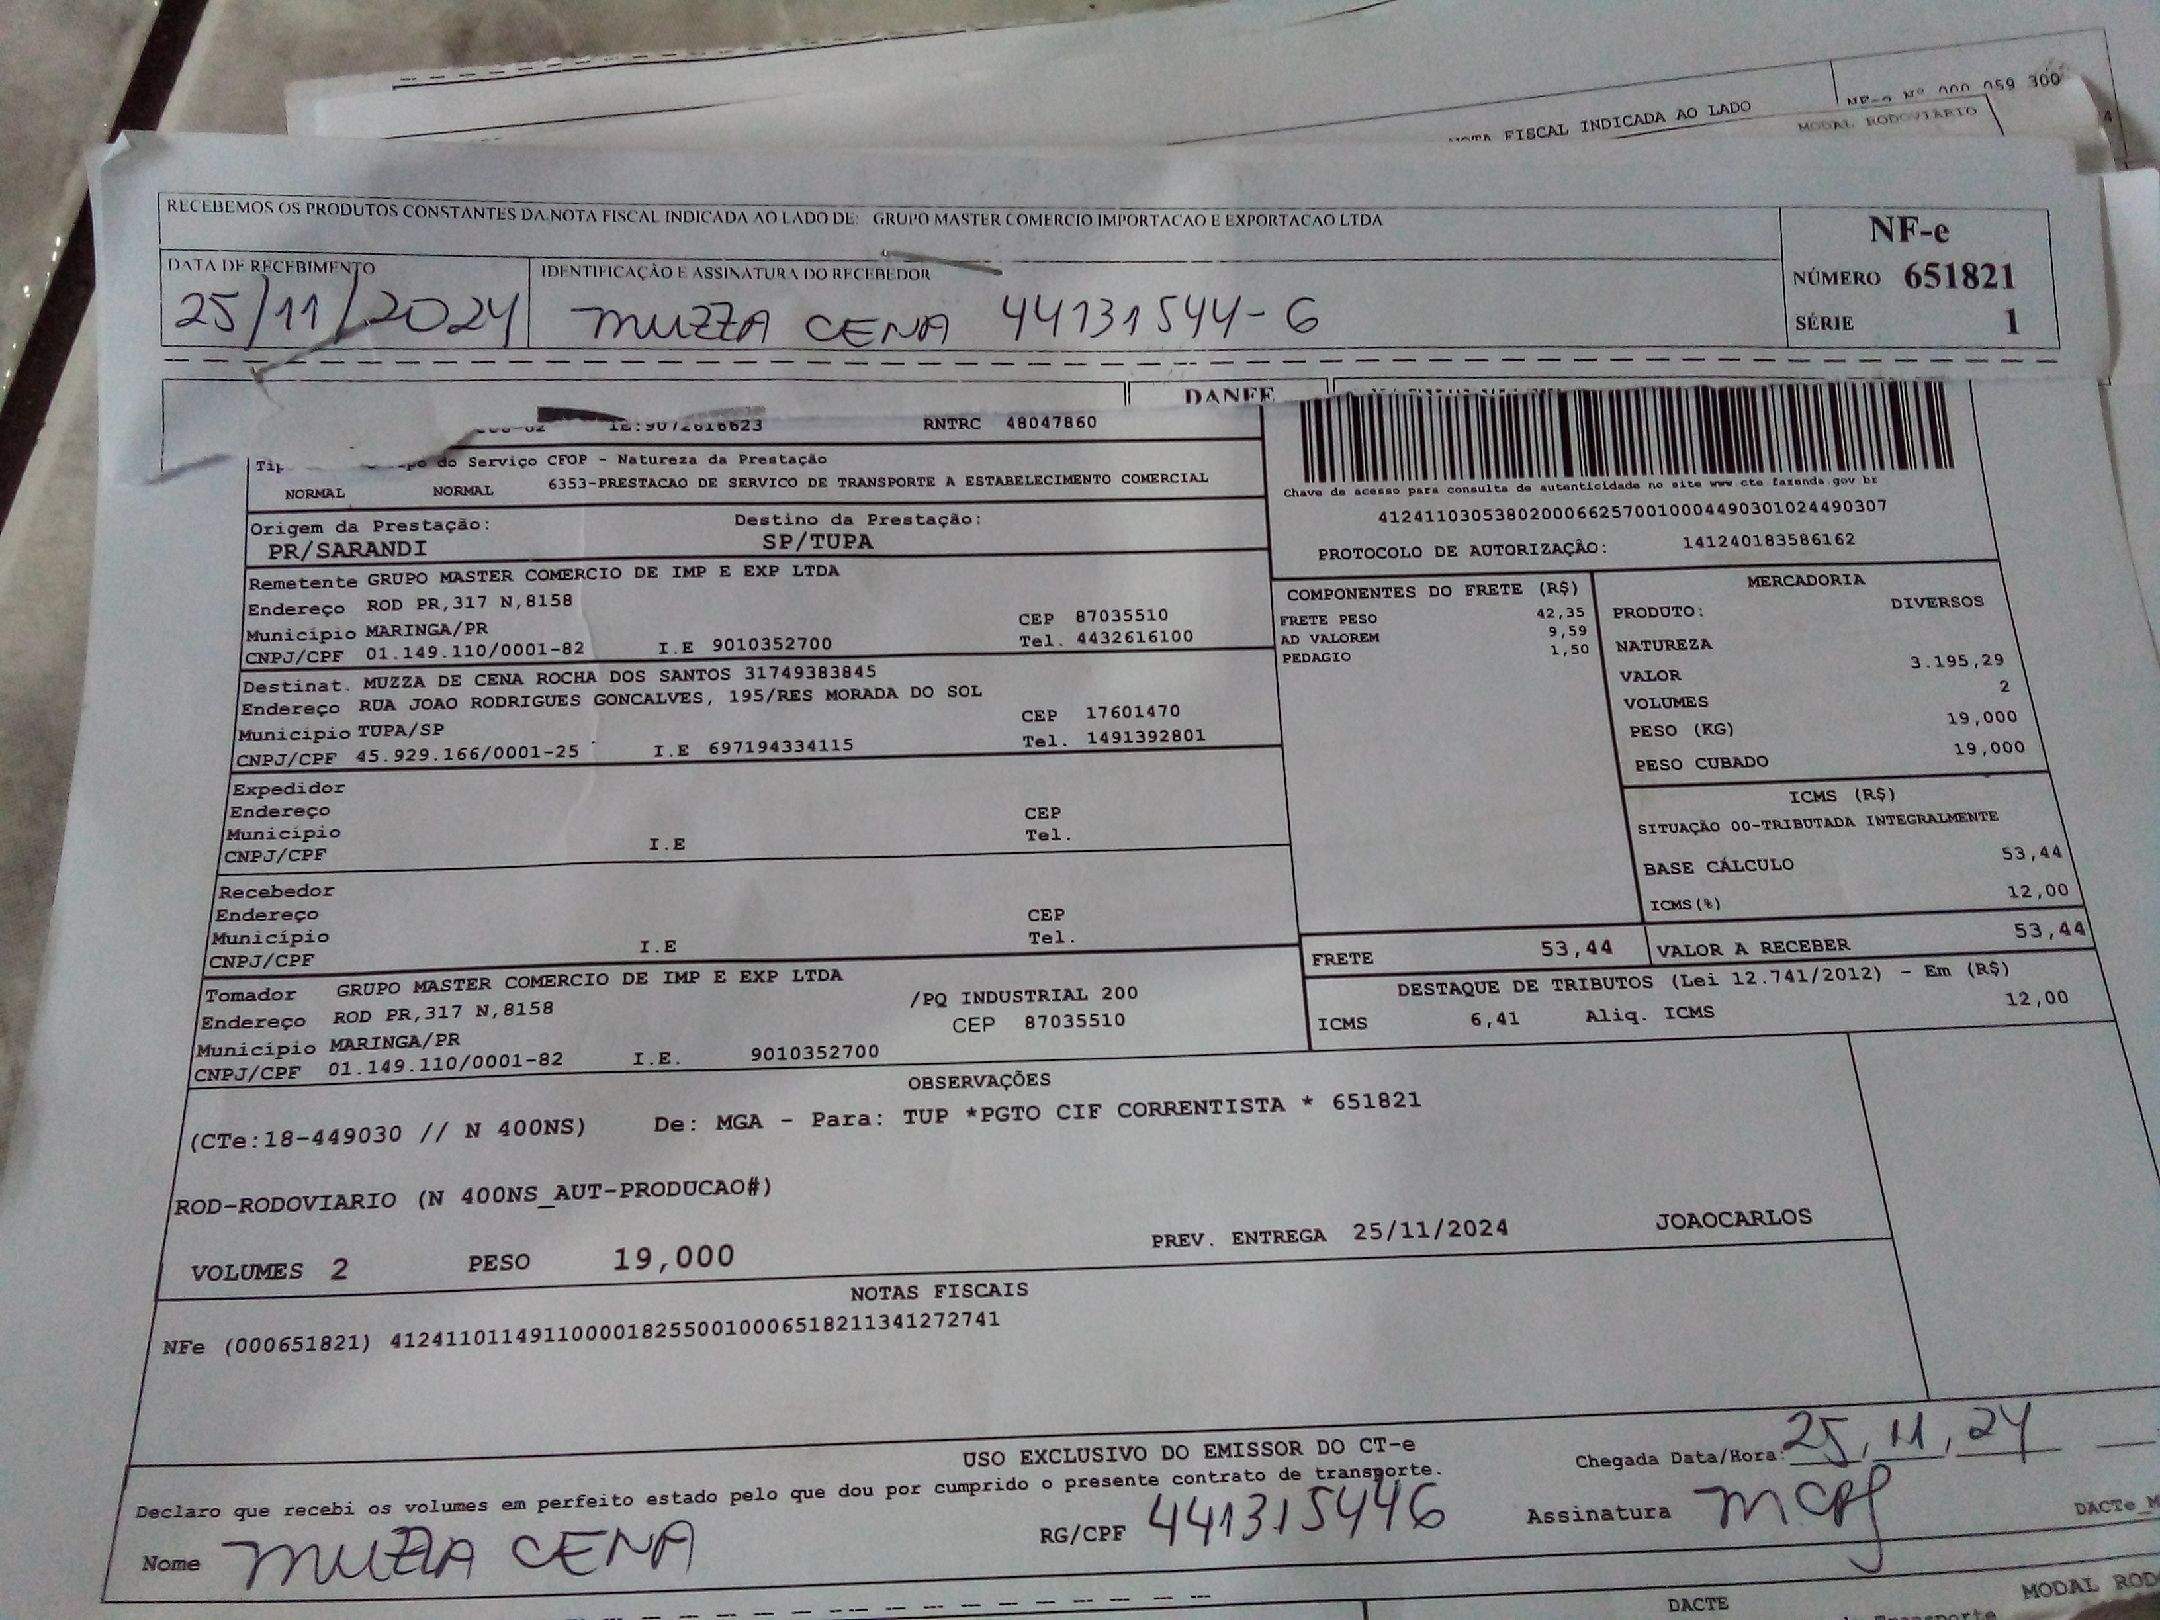 NOTA FISCAL INDICADA AO LADO
NF-e Nº 000 059 300
MODAL RODOVIARIO
RECEBEMOS OS PRODUTOS CONSTANTES DA NOTA FISCAL INDICADA AO LADO DE: GRUPO MASTER COMERCIO IMPORTACAO E EXPORTACAO LTDA
NF-e
NÚMERO 651821
SÉRIE 1
DATA DE RECEBIMENTO
25/11/2024
IDENTIFICAÇÃO E ASSINATURA DO RECEBEDOR
MUZZA CENA 44131544-6
DANFE
IE:9072616623 RNTRC 48047860
do Serviço CFOP - Natureza da Prestação
NORMAL NORMAL 6353-PRESTACAO DE SERVICO DE TRANSPORTE A ESTABELECIMENTO COMERCIAL
Chave de acesso para consulta de autenticidade no site www.cte.fazenda.gov.br
41241103053802000662570010004490301024490307
PROTOCOLO DE AUTORIZAÇÃO: 141240183586162
Origem da Prestação: Destino da Prestação:
PR/SARANDI SP/TUPA
Remetente GRUPO MASTER COMERCIO DE IMP E EXP LTDA
Endereço ROD PR,317 N,8158
Município MARINGA/PR CEP 87035510
CNPJ/CPF 01.149.110/0001-82 I.E 9010352700 Tel. 4432616100
Destinat. MUZZA DE CENA ROCHA DOS SANTOS 31749383845
Endereço RUA JOAO RODRIGUES GONCALVES, 195/RES MORADA DO SOL
Município TUPA/SP CEP 17601470
CNPJ/CPF 45.929.166/0001-25 I.E 697194334115 Tel. 1491392801
Expedidor
Endereço CEP
Município Tel.
CNPJ/CPF I.E
Recebedor
Endereço CEP
Município Tel.
CNPJ/CPF I.E
Tomador GRUPO MASTER COMERCIO DE IMP E EXP LTDA
Endereço ROD PR,317 N,8158 /PQ INDUSTRIAL 200
Município MARINGA/PR CEP 87035510
CNPJ/CPF 01.149.110/0001-82 I.E. 9010352700
COMPONENTES DO FRETE (R$)
FRETE PESO 42,35
AD VALOREM 9,59
PEDAGIO 1,50
MERCADORIA
PRODUTO: DIVERSOS
NATUREZA
VALOR 3.195,29
VOLUMES 2
PESO (KG) 19,000
PESO CUBADO 19,000
ICMS (R$)
SITUAÇÃO 00-TRIBUTADA INTEGRALMENTE
BASE CÁLCULO 53,44
ICMS(%) 12,00
FRETE 53,44 VALOR A RECEBER 53,44
DESTAQUE DE TRIBUTOS (Lei 12.741/2012) - Em (R$)
ICMS 6,41 Aliq. ICMS 12,00
OBSERVAÇÕES
(CTe:18-449030 // N 400NS) De: MGA - Para: TUP *PGTO CIF CORRENTISTA * 651821
ROD-RODOVIARIO (N 400NS_AUT-PRODUCAO#)
VOLUMES 2 PESO 19,000 PREV. ENTREGA 25/11/2024 JOAOCARLOS
NOTAS FISCAIS
NFe (000651821) 41241101149110000182550010006518211341272741
USO EXCLUSIVO DO EMISSOR DO CT-e
Declaro que recebi os volumes em perfeito estado pelo que dou por cumprido o presente contrato de transporte.
Chegada Data/Hora: 25, 11, 24
Nome MUZZA CENA RG/CPF 441315446 Assinatura
DACTe_M
DACTE
MODAL ROD